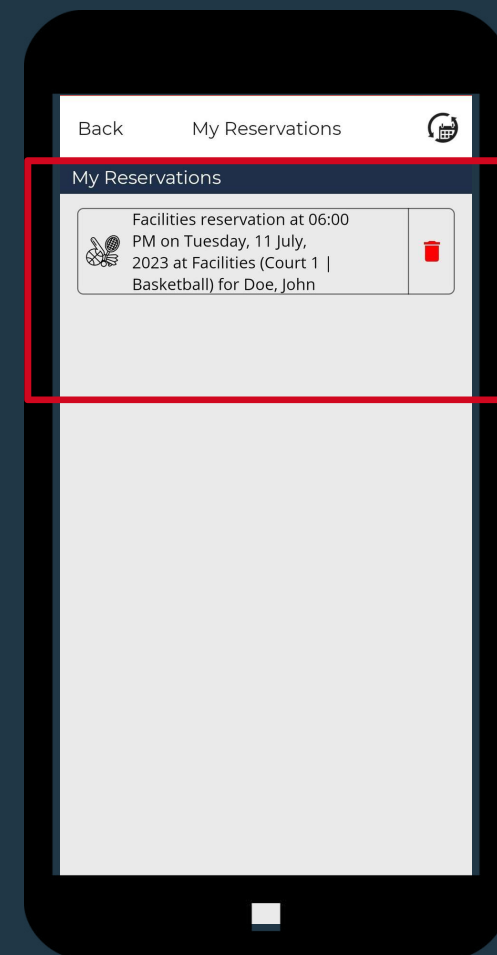 Back My Reservations
My Reservations
Facilities reservation at 06:00
PM on Tuesday, 11 July,
2023 at Facilities (Court 1 |
Basketball) for Doe, John